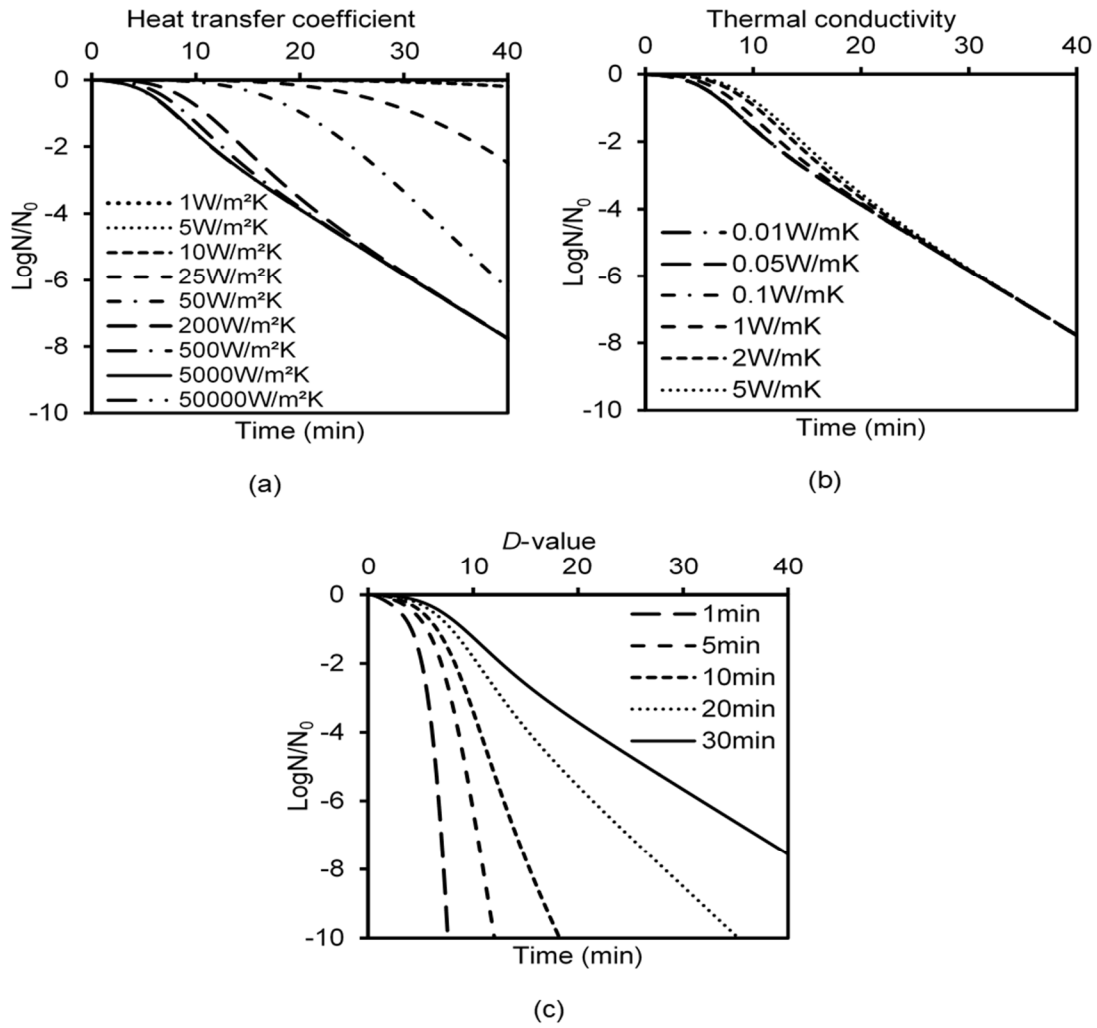 Heat transfer coefficient
0 10 20 30 40
0
-2
-4
-6
-8
-10
LogN/N₀
1W/m²K
5W/m²K
10W/m²K
25W/m²K
50W/m²K
200W/m²K
500W/m²K
5000W/m²K
50000W/m²K
Time (min)
(a)
Thermal conductivity
0 10 20 30 40
0
-2
-4
-6
-8
-10
LogN/N₀
0.01W/mK
0.05W/mK
0.1W/mK
1W/mK
2W/mK
5W/mK
Time (min)
(b)
D-value
0 10 20 30 40
0
-2
-4
-6
-8
-10
LogN/N₀
1min
5min
10min
20min
30min
Time (min)
(c)